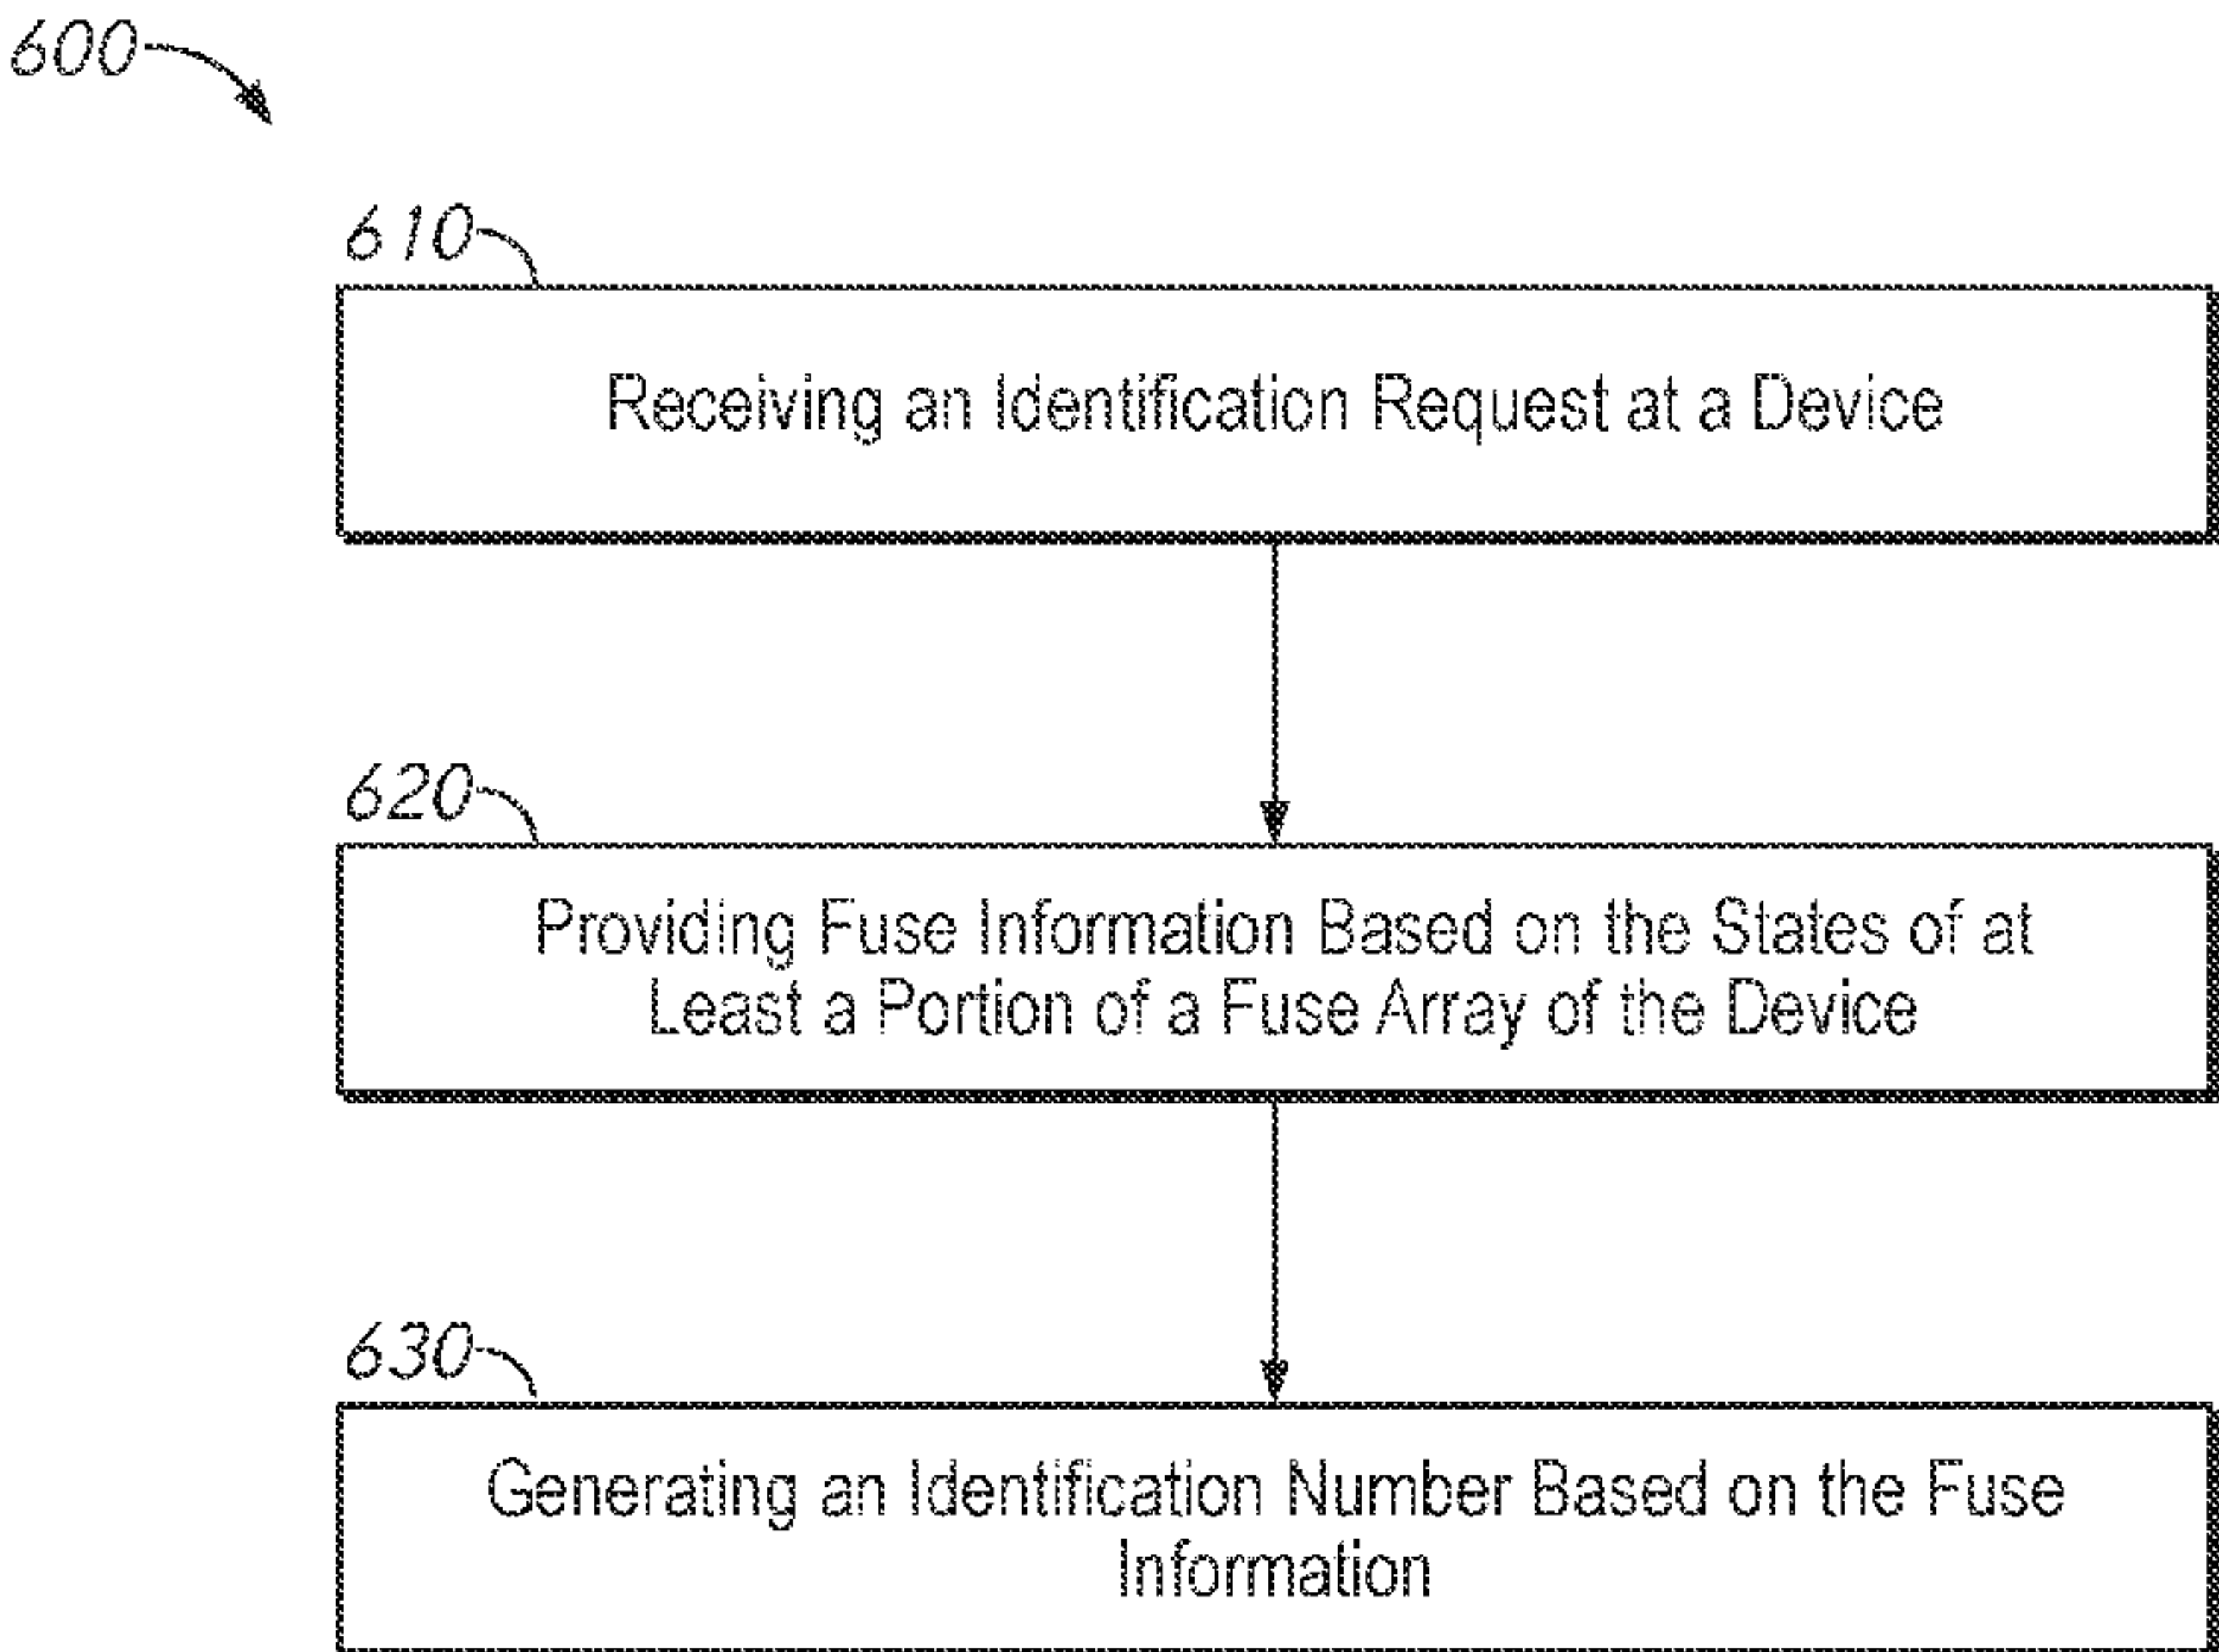 600
610
Receiving an Identification Request at a Device
620
Providing Fuse Information Based on the States of at
Least a Portion of a Fuse Array of the Device
630
Generating an Identification Number Based on the Fuse
Information